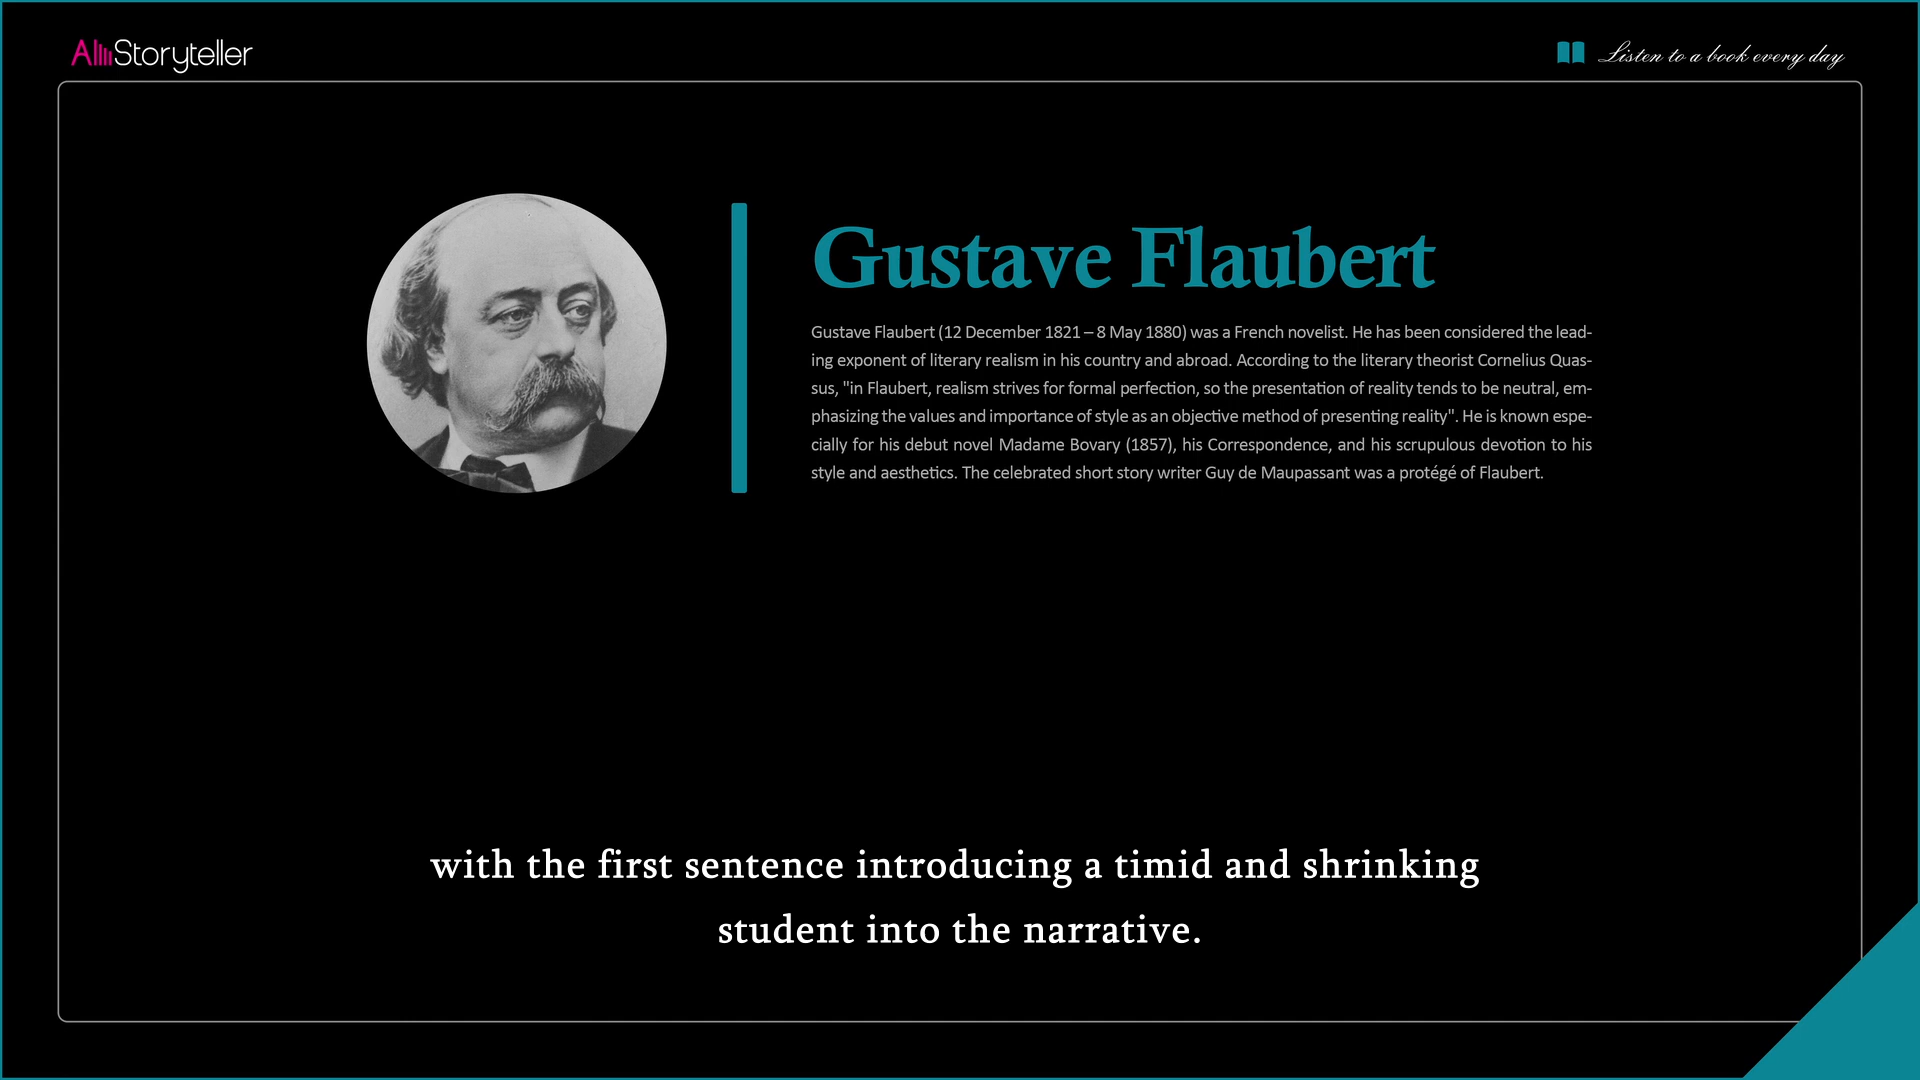 AllStoryteller
Listen to a book every day
Gustave Flaubert
Gustave Flaubert (12 December 1821 – 8 May 1880) was a French novelist. He has been considered the lead-
ing exponent of literary realism in his country and abroad. According to the literary theorist Cornelius Quas-
sus, "in Flaubert, realism strives for formal perfection, so the presentation of reality tends to be neutral, em-
phasizing the values and importance of style as an objective method of presenting reality". He is known espe-
cially for his debut novel Madame Bovary (1857), his Correspondence, and his scrupulous devotion to his
style and aesthetics. The celebrated short story writer Guy de Maupassant was a protégé of Flaubert.
with the first sentence introducing a timid and shrinking
student into the narrative.